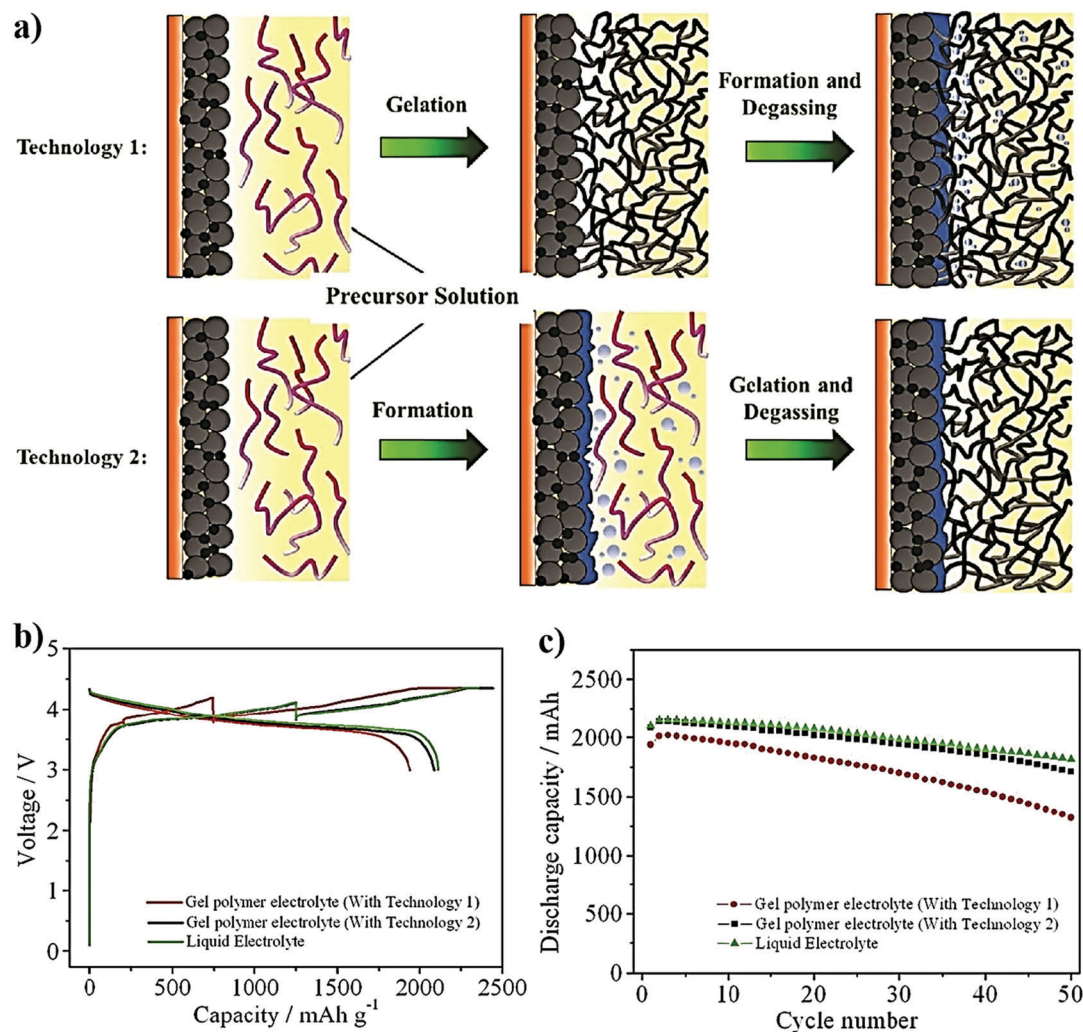 a)
Technology 1:
Gelation
Formation and
Degassing
Precursor Solution
Technology 2:
Formation
Gelation and
Degassing
b)
5
4
3
2
1
0
Voltage / V
Gel polymer electrolyte (With Technology 1)
Gel polymer electrolyte (With Technology 2)
Liquid Electrolyte
0 500 1000 1500 2000 2500
Capacity / mAh g⁻¹
c)
2500
2000
1500
1000
500
0
Discharge capacity / mAh
Gel polymer electrolyte (With Technology 1)
Gel polymer electrolyte (With Technology 2)
Liquid Electrolyte
0 10 20 30 40 50
Cycle number